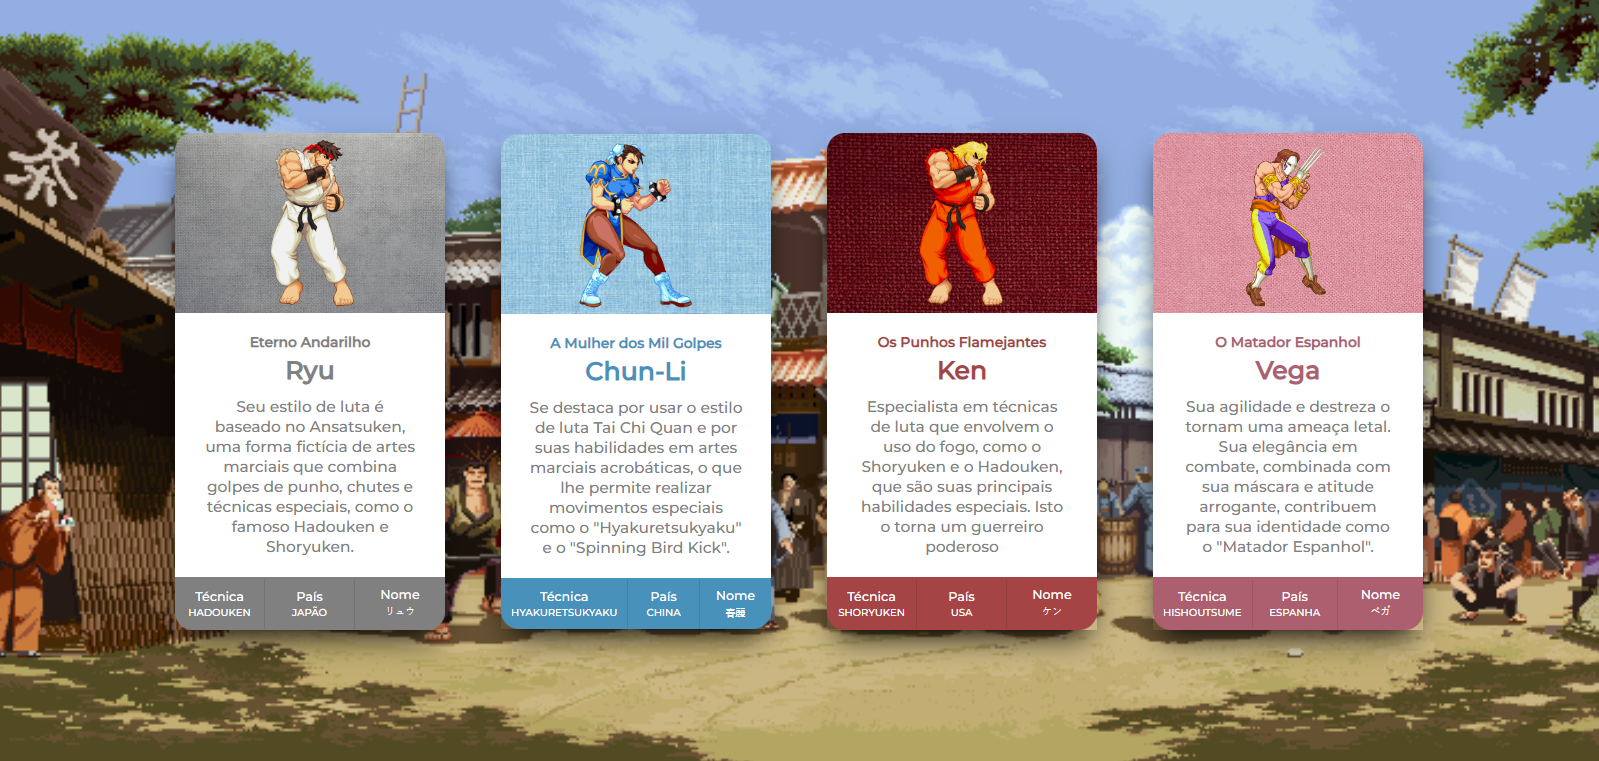 茶
Eterno Andarilho
Ryu
Seu estilo de luta é
baseado no Ansatsuken,
uma forma fictícia de artes
marciais que combina
golpes de punho, chutes e
técnicas especiais, como o
famoso Hadouken e
Shoryuken.
Técnica País Nome
HADOUKEN JAPÃO リュウ
A Mulher dos Mil Golpes
Chun-Li
Se destaca por usar o estilo
de luta Tai Chi Quan e por
suas habilidades em artes
marciais acrobáticas, o que
lhe permite realizar
movimentos especiais
como o "Hyakuretsukyaku"
e o "Spinning Bird Kick".
Técnica País Nome
HYAKURETSUKYAKU CHINA 春麗
Os Punhos Flamejantes
Ken
Especialista em técnicas
de luta que envolvem o
uso do fogo, como o
Shoryuken e o Hadouken,
que são suas principais
habilidades especiais. Isto
o torna um guerreiro
poderoso
Técnica País Nome
SHORYUKEN USA ケン
O Matador Espanhol
Vega
Sua agilidade e destreza o
tornam uma ameaça letal.
Sua elegância em
combate, combinada com
sua máscara e atitude
arrogante, contribuem
para sua identidade como
o "Matador Espanhol".
Técnica País Nome
HISHOUTSUME ESPANHA ベガ